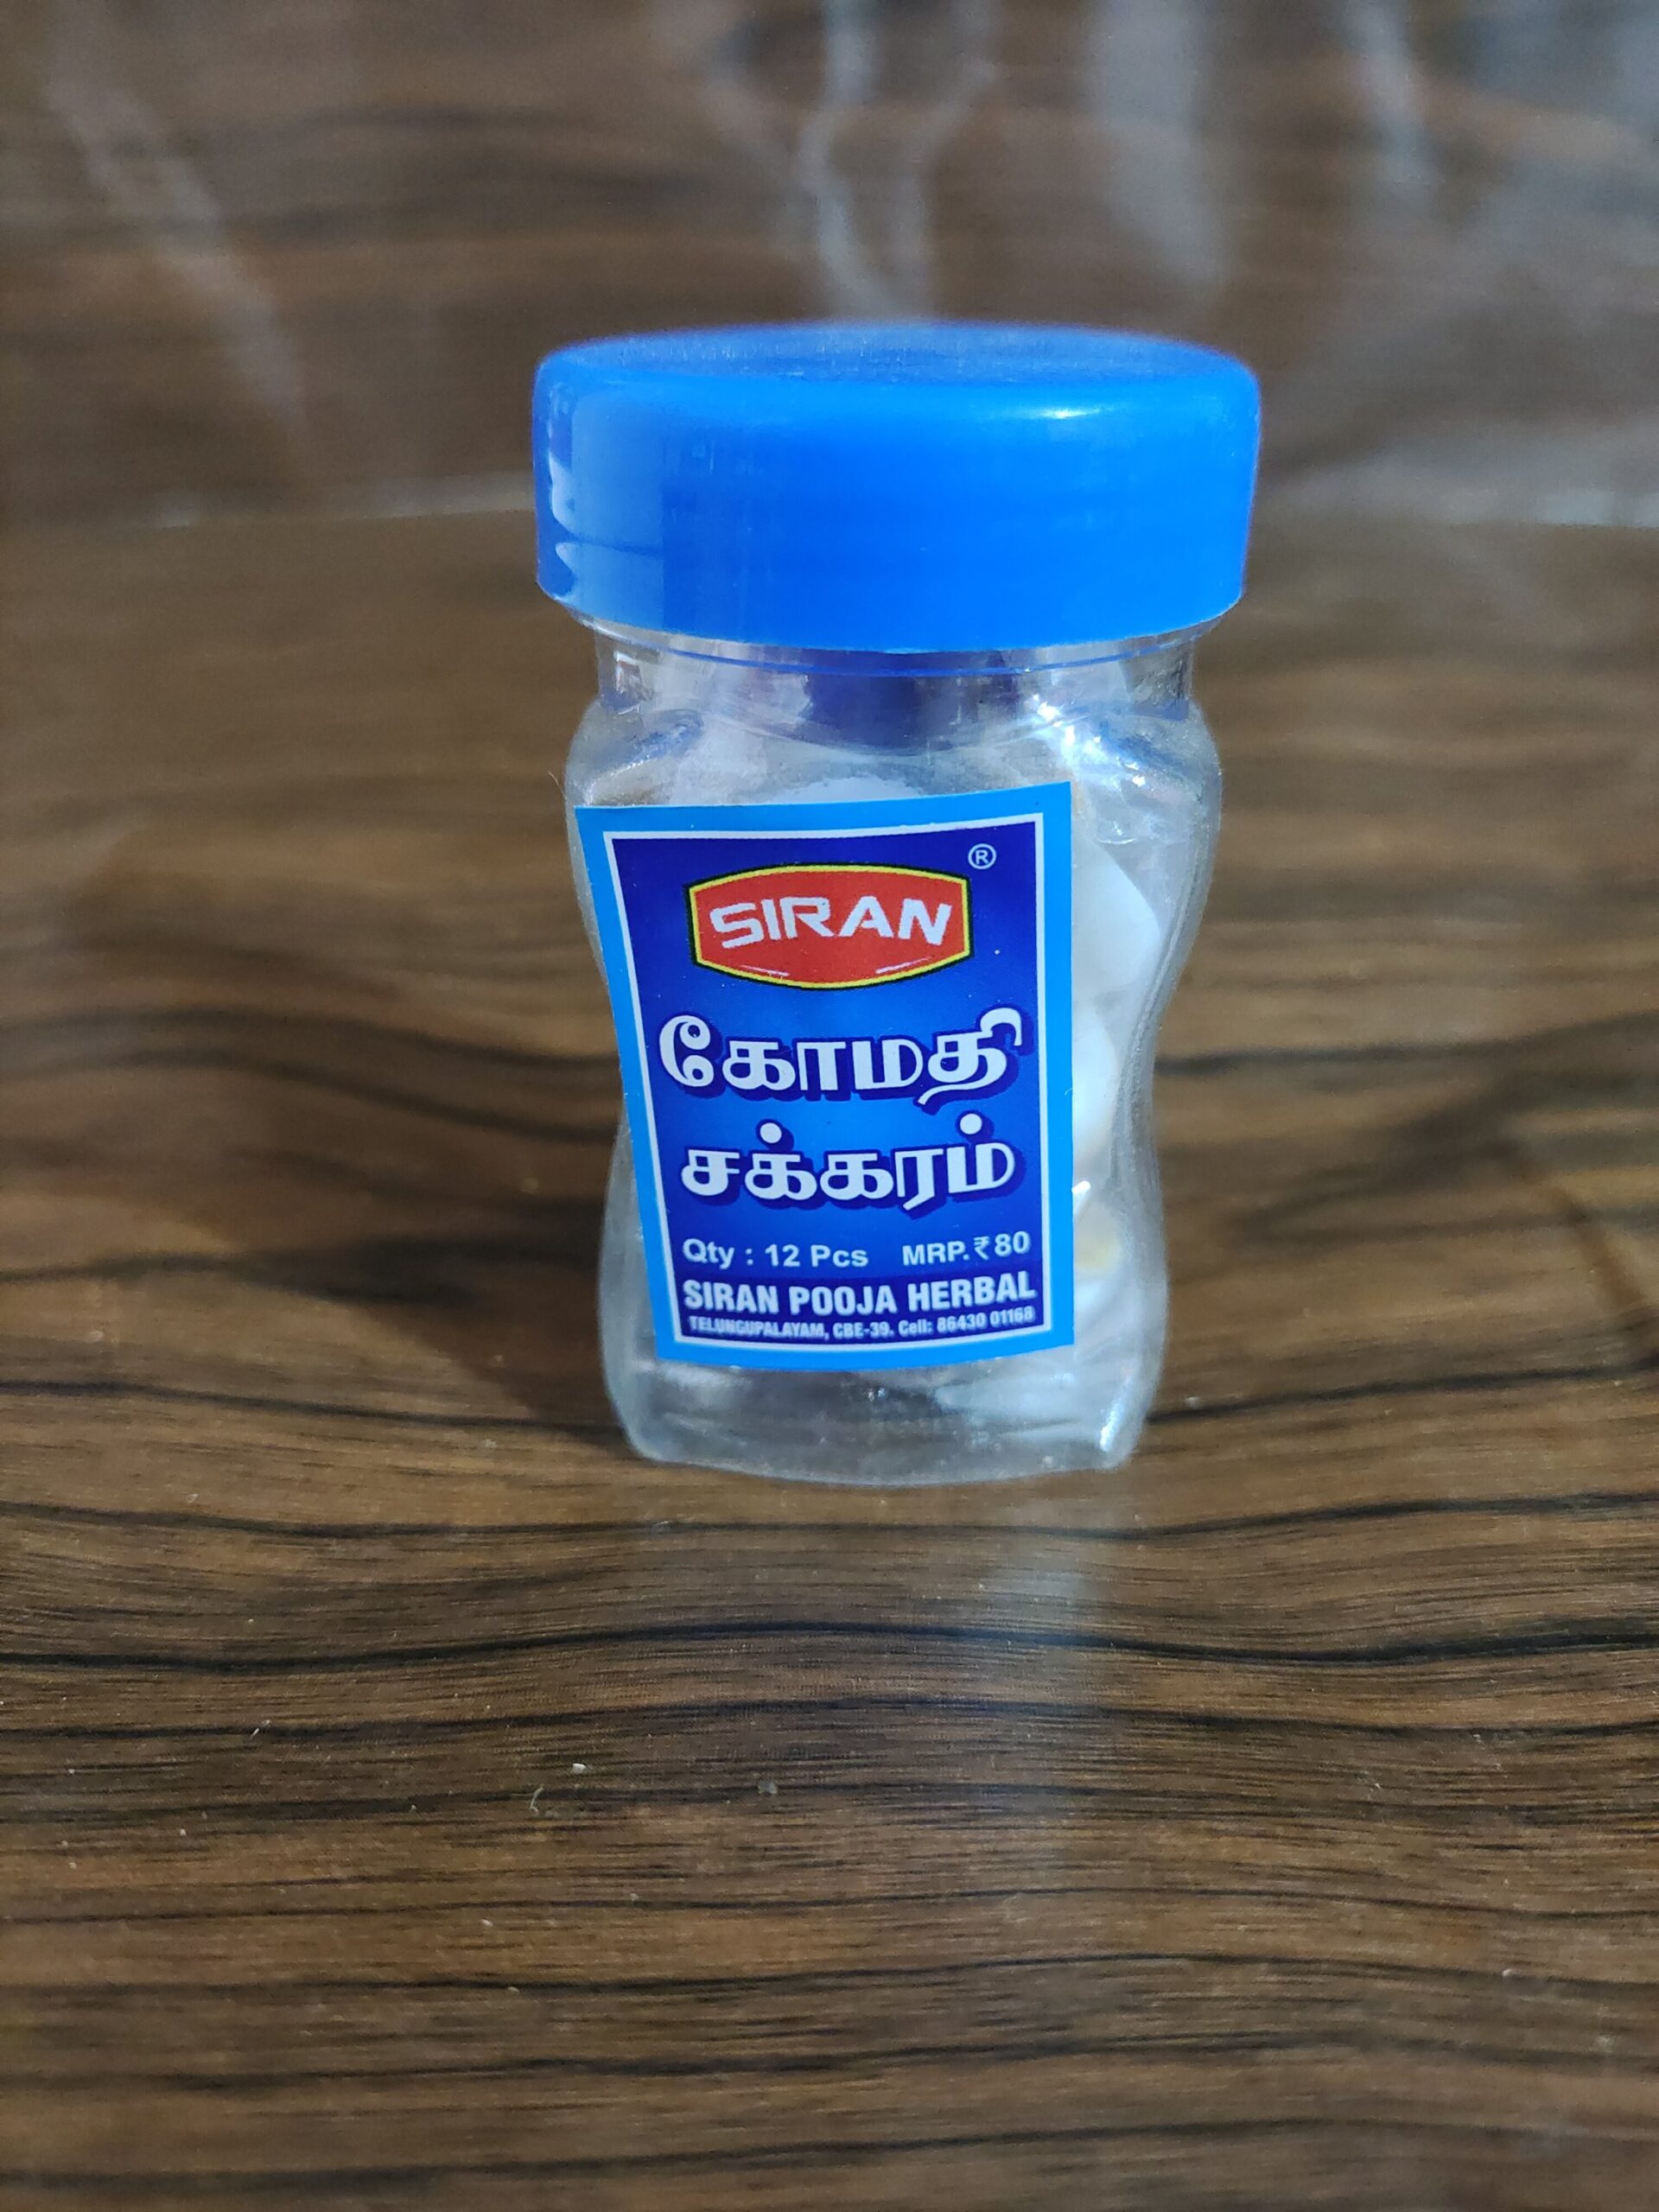 SIRAN ®
கோமதி
சக்கரம்
Qty : 12 Pcs MRP.₹80
SIRAN POOJA HERBAL
TELUNGUPALAYAM, CBE-39. Cell: 86430 01168